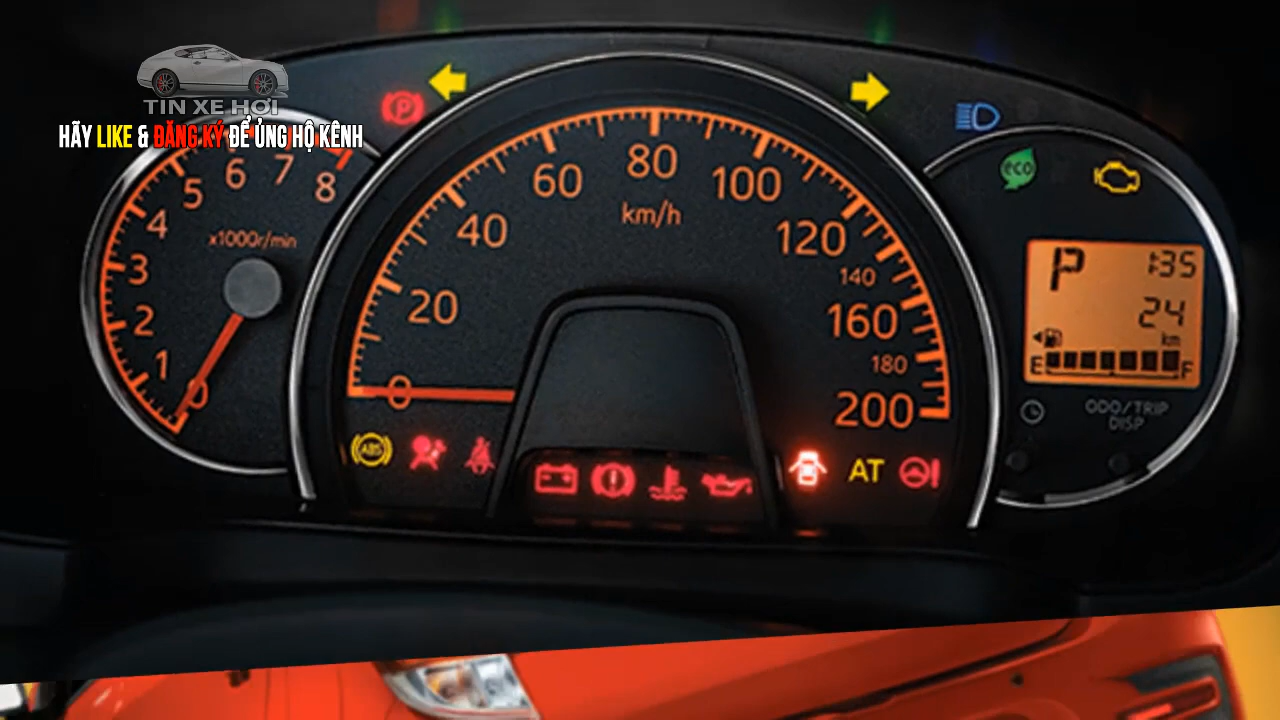 TIN XE HƠI
HÃY LIKE & ĐĂNG KÝ ĐỂ ỦNG HỘ KÊNH
P
eco
0
1
2
3
4
5
6
7
8
x1000r/min
0
20
40
60
80
100
120
140
160
180
200
km/h
P 1:35
24
km
E F
ODO/TRIP
DISP
ABS
AT